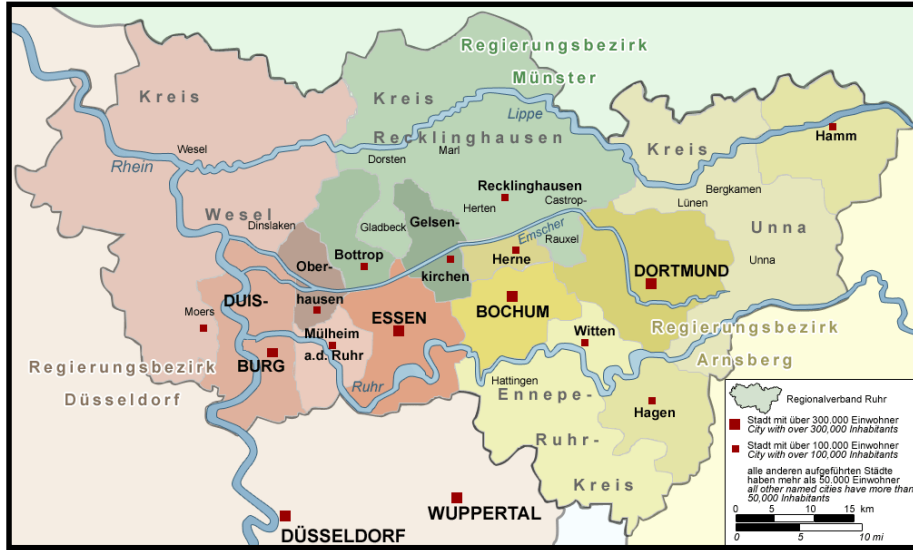 Regierungsbezirk
Münster
Kreis
Kreis
Lippe
Hamm
Recklinghausen
Wesel
Rhein
Dorsten
Marl
Kreis
Recklinghausen
Bergkamen
Herten
Castrop-
Lünen
Wesel
Dinslaken
Gladbeck
Gelsen-
Emscher
Rauxel
Unna
Ober-
Bottrop
kirchen
Herne
Unna
DORTMUND
DUIS-
hausen
BOCHUM
Moers
ESSEN
Mülheim
a.d. Ruhr
Witten
Regierungsbezirk
Arnsberg
BURG
Regierungsbezirk
Düsseldorf
Ruhr
Hattingen
Ennepe-
Hagen
Ruhr-
Kreis
WUPPERTAL
DÜSSELDORF
Regionalverband Ruhr
Stadt mit über 300.000 Einwohner
City with over 300,000 Inhabitants
Stadt mit über 100.000 Einwohner
City with over 100,000 Inhabitants
alle anderen aufgeführten Städte
haben mehr als 50.000 Einwohner
all other named cities have more than
50,000 Inhabitants
0 5 10 15 km
0 5 10 mi